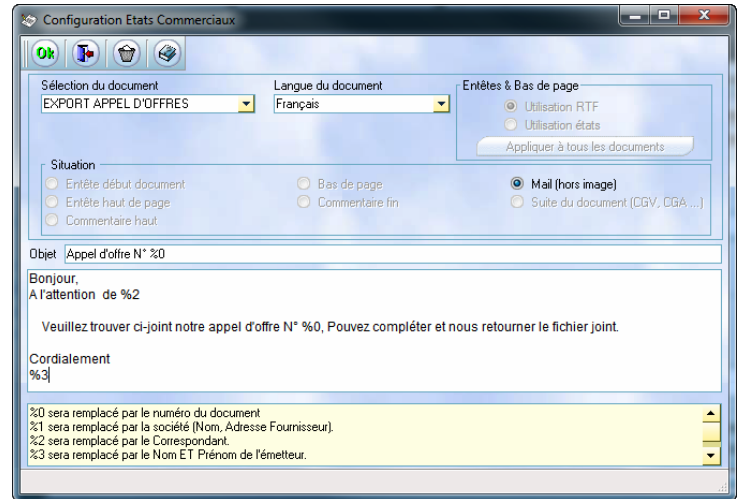 Configuration Etats Commerciaux
Ok
Sélection du document
Langue du document
Entêtes & Bas de page
EXPORT APPEL D'OFFRES
Français
Utilisation RTF
Utilisation états
Appliquer à tous les documents
Situation
Entête début document
Bas de page
Mail (hors image)
Entête haut de page
Commentaire fin
Suite du document (CGV, CGA ...)
Commentaire haut
Objet Appel d'offre N° %0
Bonjour,
A l'attention de %2
Veuillez trouver ci-joint notre appel d'offre N° %0, Pouvez compléter et nous retourner le fichier joint.
Cordialement
%3
%0 sera remplacé par le numéro du document
%1 sera remplacé par la société (Nom, Adresse Fournisseur).
%2 sera remplacé par le Correspondant.
%3 sera remplacé par le Nom ET Prénom de l'émetteur.